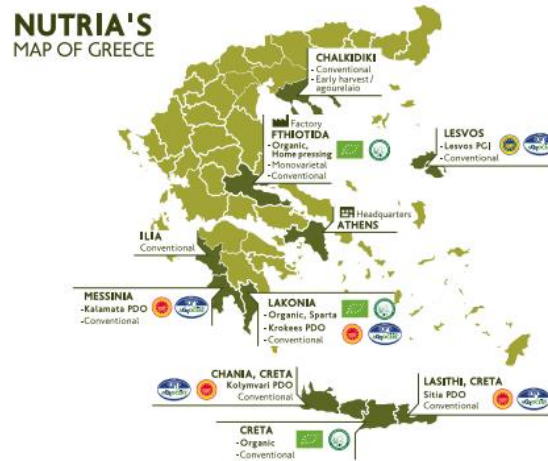 NUTRIA'S
MAP OF GREECE
CHALKIDIKI
- Conventional
- Early harvest /
agourelaio
Factory
FTHIOTIDA
- Organic,
Home pressing
- Monovarietal
- Conventional
LESVOS
- Lesvos PGI
- Conventional
Headquarters
ATHENS
ILIA
Conventional
MESSINIA
- Kalamata PDO
- Conventional
LAKONIA
- Organic, Sparta
- Krokees PDO
- Conventional
CHANIA, CRETA
Kolymvari PDO
Conventional
LASITHI, CRETA
Sitia PDO
Conventional
CRETA
- Organic
- Conventional